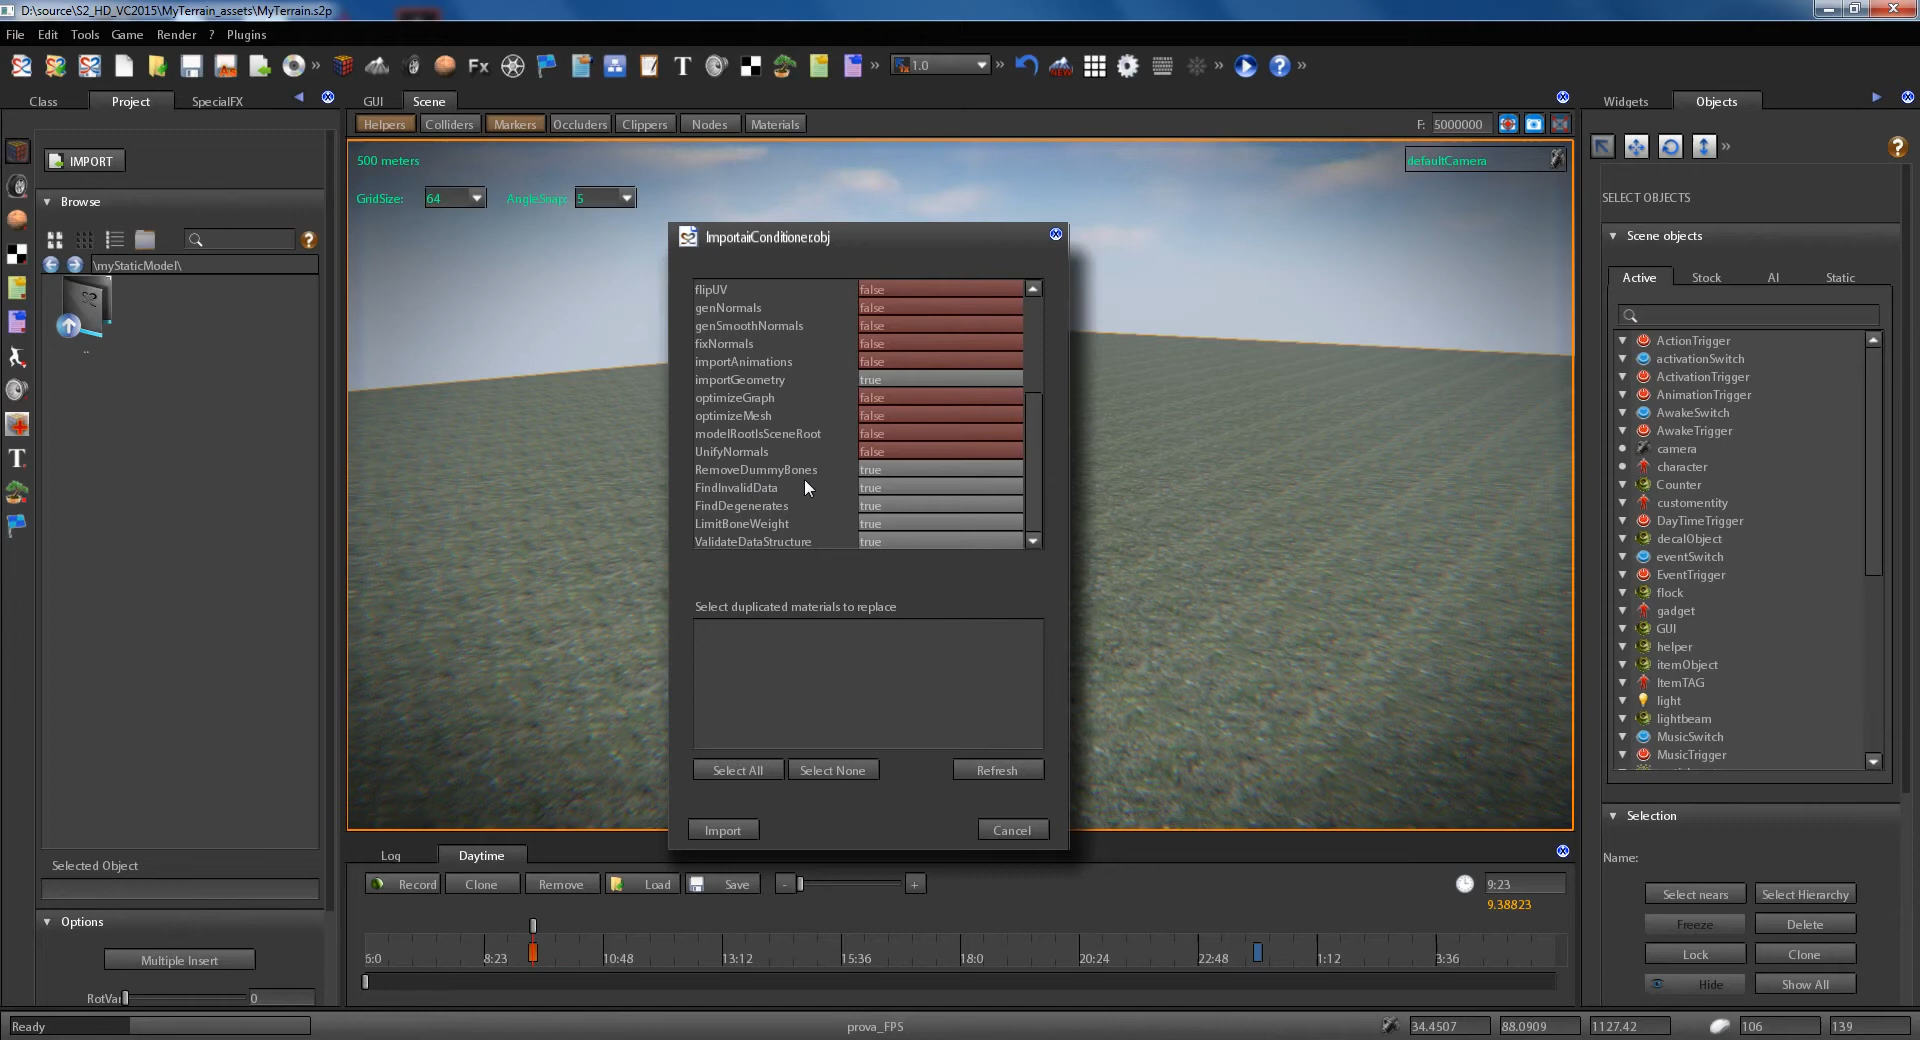 D:\source\S2_HD_VC2015\MyTerrain_assets\MyTerrain.s2p
File Edit Tools Game Render ? Plugins
Fx T 1.0
Class Project SpecialFX
GUI Scene
Widgets Objects
Helpers Colliders Markers Occluders Clippers Nodes Materials
F: 5000000
IMPORT
Browse
\myStaticModel\
..
Selected Object
Options
Multiple Insert
RotVar 0
500 meters
defaultCamera
GridSize: 64 AngleSnap: 5
ImportairConditioner.obj
flipUV false
genNormals false
genSmoothNormals false
fixNormals false
importAnimations false
importGeometry true
optimizeGraph false
optimizeMesh false
modelRootIsSceneRoot false
UnifyNormals false
RemoveDummyBones true
FindInvalidData true
FindDegenerates true
LimitBoneWeight true
ValidateDataStructure true
Select duplicated materials to replace
Select All Select None Refresh
Import Cancel
Log Daytime
Record Clone Remove Load Save - +
9:23
9.38823
6:0 8:23 10:48 13:12 15:36 18:0 20:24 22:48 1:12 3:36
SELECT OBJECTS
Scene objects
Active Stock AI Static
ActionTrigger
activationSwitch
ActivationTrigger
AnimationTrigger
AwakeSwitch
AwakeTrigger
camera
character
Counter
customentity
DayTimeTrigger
decalObject
eventSwitch
EventTrigger
flock
gadget
GUI
helper
itemObject
ItemTAG
light
lightbeam
MusicSwitch
MusicTrigger
Selection
Name:
Select nears Select Hierarchy
Freeze Delete
Lock Clone
Hide Show All
Ready
prova_FPS
34.4507 88.0909 1127.42 106 139